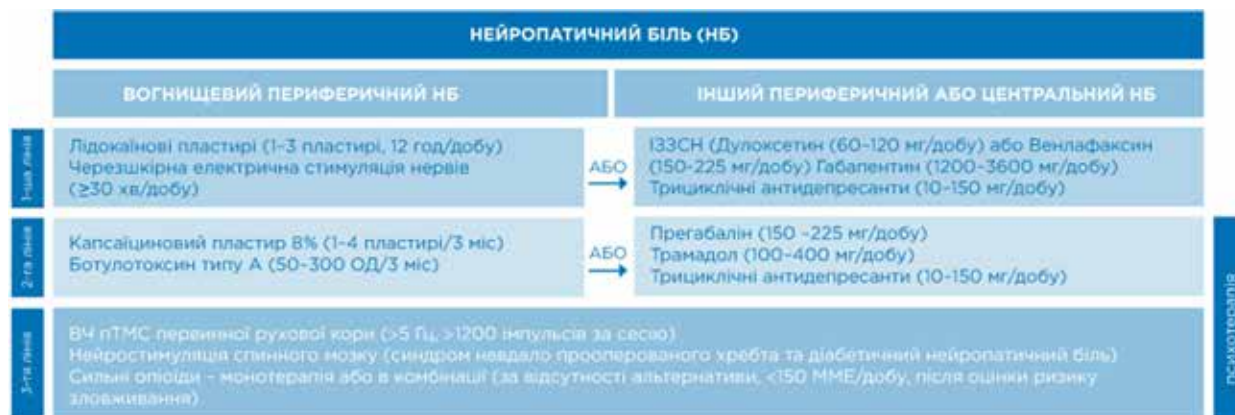 НЕЙРОПАТИЧНИЙ БІЛЬ (НБ)
ВОГНИЩЕВИЙ ПЕРИФЕРИЧНИЙ НБ
ІНШИЙ ПЕРИФЕРИЧНИЙ АБО ЦЕНТРАЛЬНИЙ НБ
1-ша лінія
Лідокаїнові пластирі (1–3 пластирі, 12 год/добу)
Черезшкірна електрична стимуляція нервів
(≥30 хв/добу)
АБО
ІЗЗСН (Дулоксетин (60–120 мг/добу) або Венлафаксин
(150-225 мг/добу) Габапентин (1200–3600 мг/добу)
Трициклічні антидепресанти (10–150 мг/добу)
2-га лінія
Капсаїциновий пластир 8% (1–4 пластирі/3 міс)
Ботулотоксин типу А (50–300 ОД/3 міс)
АБО
Прегабалін (150 –225 мг/добу)
Трамадол (100–400 мг/добу)
Трициклічні антидепресанти (10–150 мг/добу)
3-тя лінія
ВЧ пТМС первинної рухової кори (>5 Гц, >1200 імпульсів за сесію)
Нейростимуляція спинного мозку (синдром невдало прооперованого хребта та діабетичний нейропатичний біль)
Сильні опіоїди – монотерапія або в комбінації (за відсутності альтернативи, <150 ММЕ/добу, після оцінки ризику
зловживання)
психотерапія